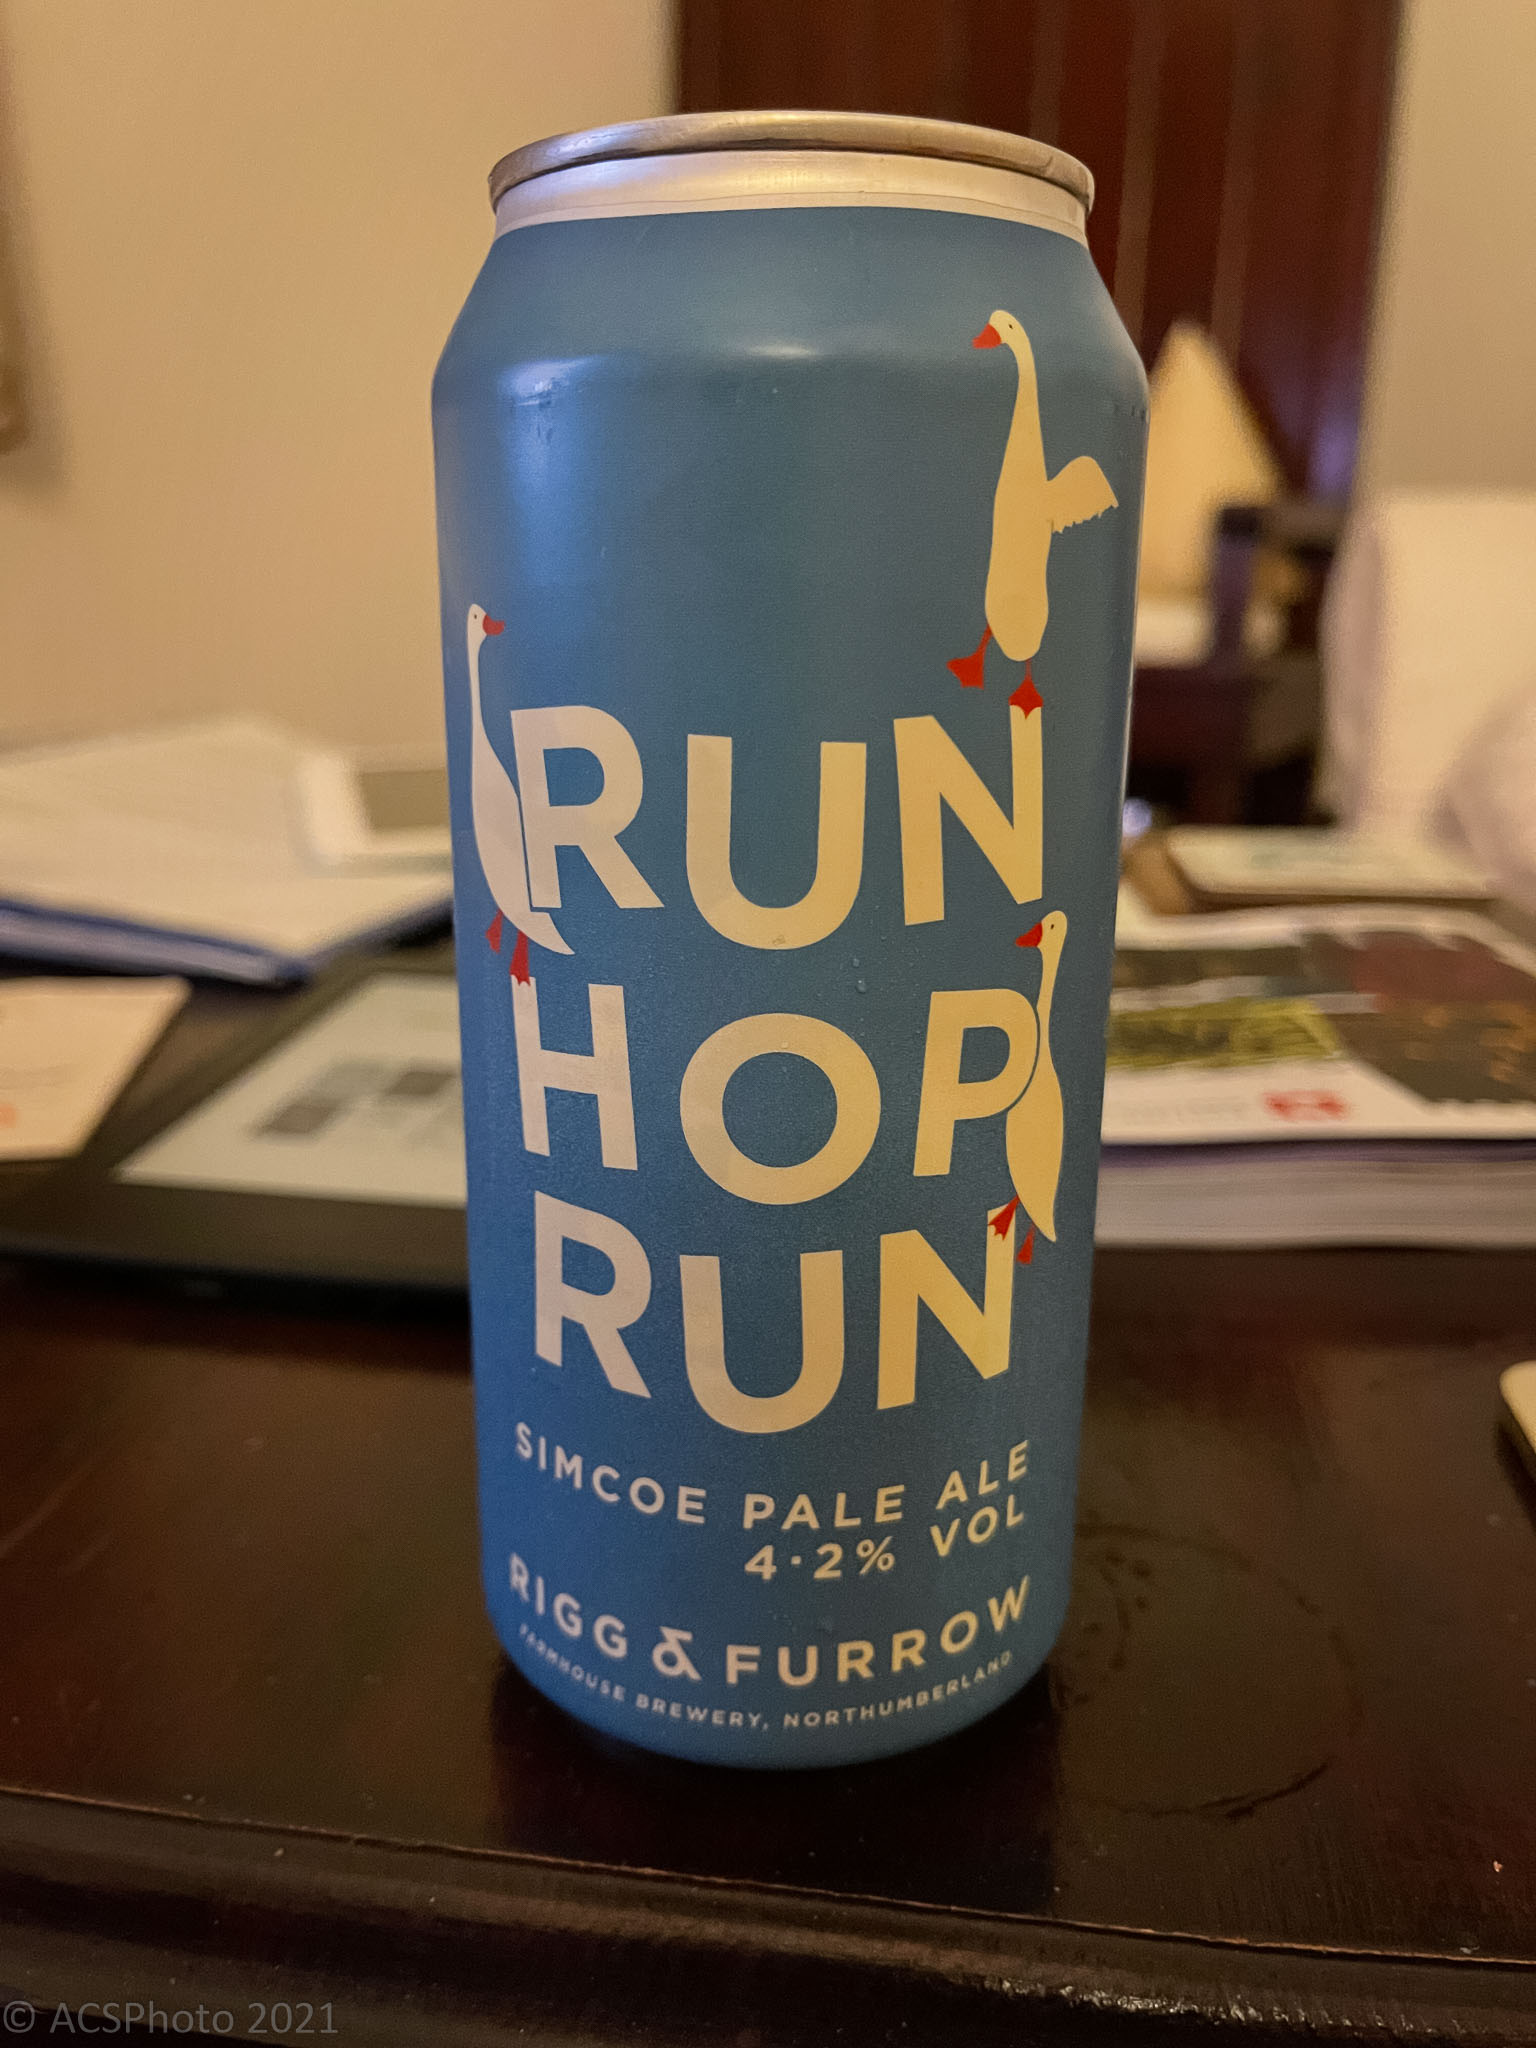 RUN
HOP
RUN
SIMCOE PALE ALE
4·2% VOL
RIGG & FURROW
FARMHOUSE BREWERY, NORTHUMBERLAND
© ACSPhoto 2021